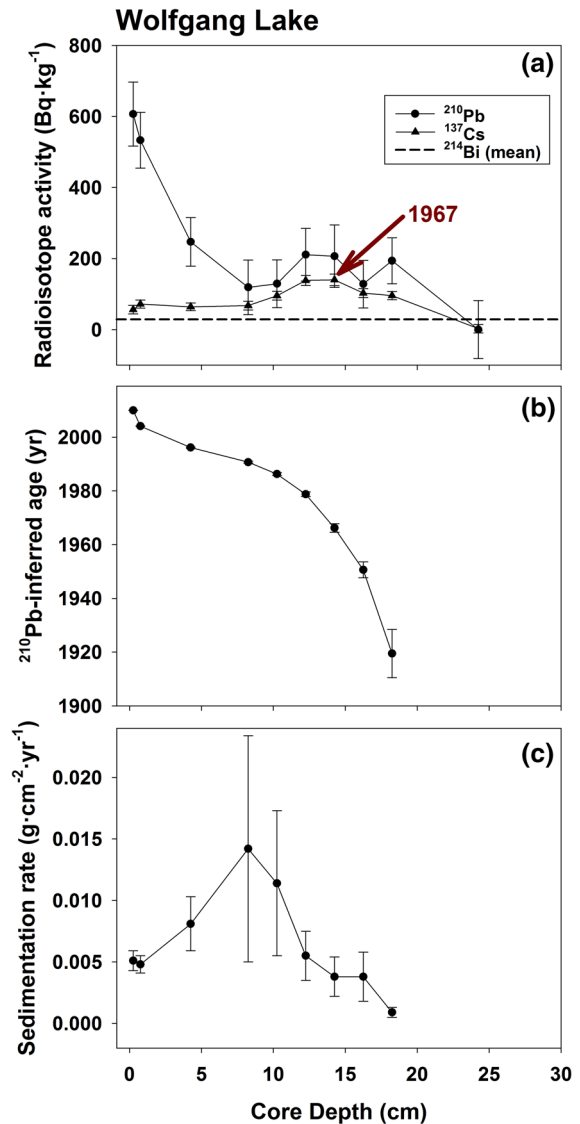 Wolfgang Lake
(a)
Radioisotope activity (Bq·kg⁻¹)
800
600
400
200
0
²¹⁰Pb
¹³⁷Cs
²¹⁴Bi (mean)
1967
(b)
²¹⁰Pb-inferred age (yr)
2000
1980
1960
1940
1920
1900
(c)
Sedimentation rate (g·cm⁻²·yr⁻¹)
0.020
0.015
0.010
0.005
0.000
0 5 10 15 20 25 30
Core Depth (cm)